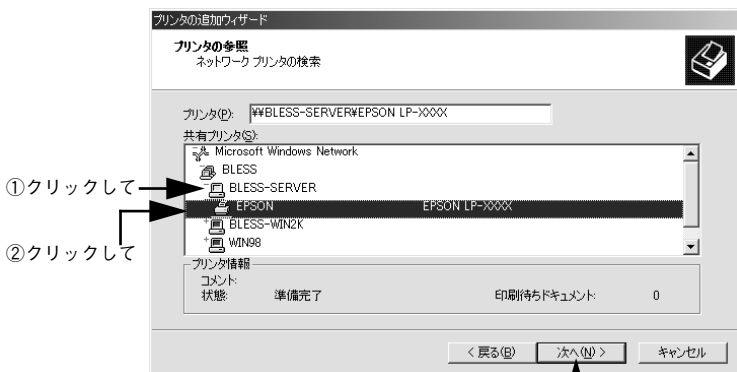 プリンタの追加ウィザード
プリンタの参照
ネットワーク プリンタの検索
プリンタ(P): ¥¥BLESS-SERVER¥EPSON LP-XXXX
共有プリンタ(S):
Microsoft Windows Network
BLESS
①クリックして BLESS-SERVER
EPSON EPSON LP-XXXX
②クリックして BLESS-WIN2K
WIN98
プリンタ情報
コメント:
状態: 準備完了 印刷待ちドキュメント: 0
< 戻る(B) 次へ(N) > キャンセル